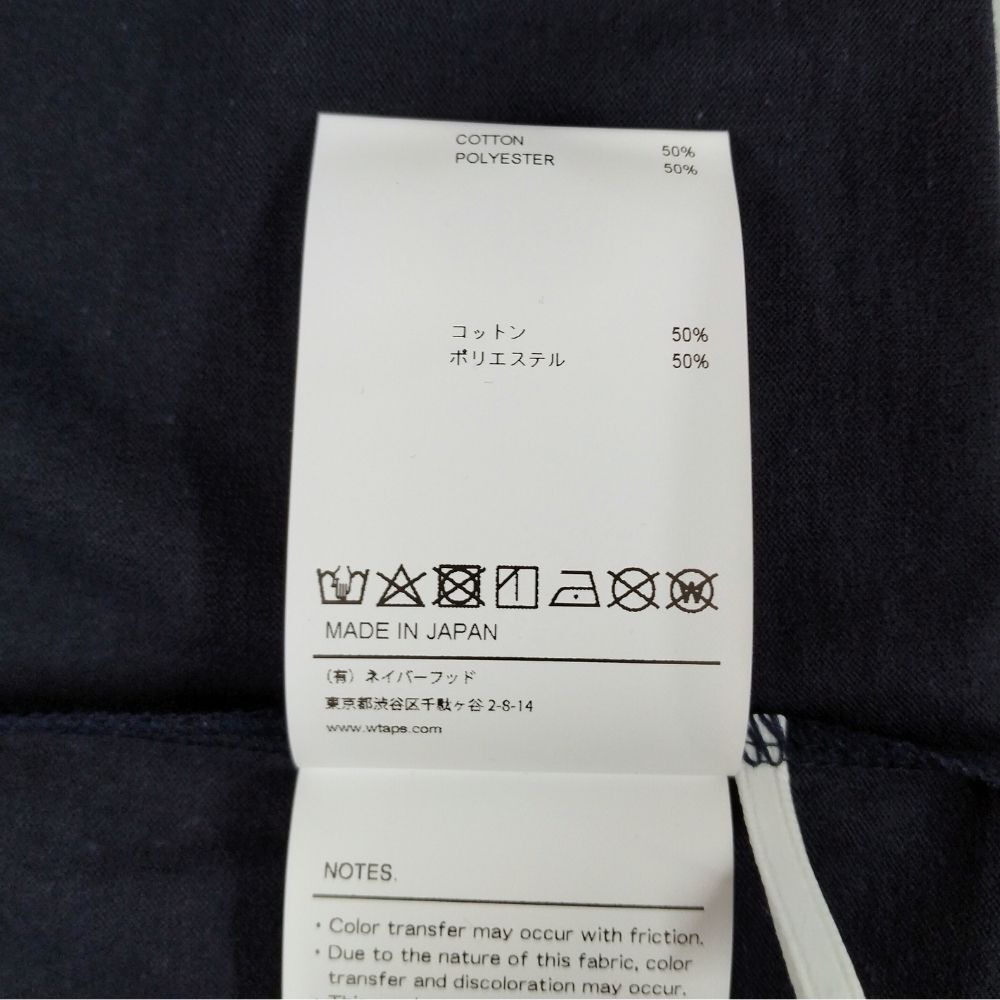 COTTON 50%
POLYESTER 50%
コットン 50%
ポリエステル 50%
W
MADE IN JAPAN
(有) ネイバーフッド
東京都渋谷区千駄ヶ谷 2-8-14
www.wtaps.com
NOTES.
・Color transfer may occur with friction.
・Due to the nature of this fabric, color
transfer and discoloration may occur.